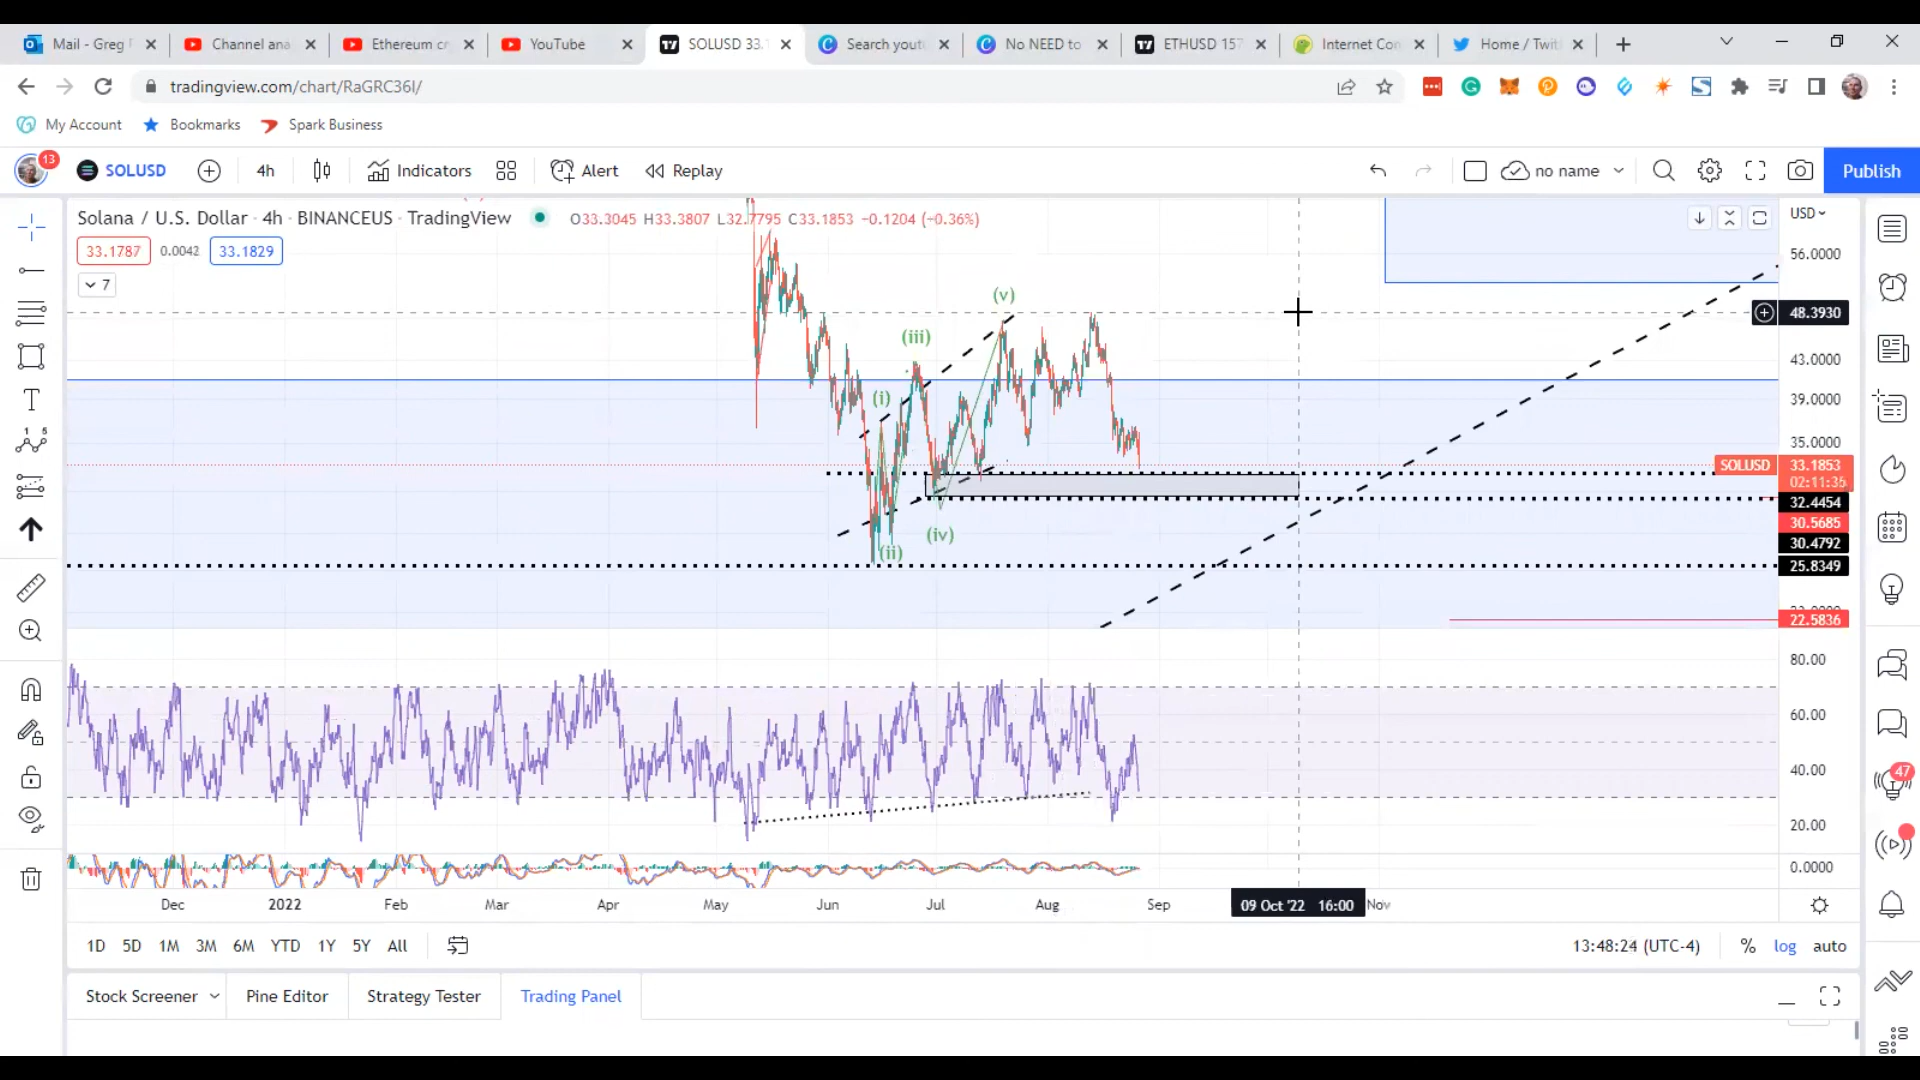 Mail - Greg
Channel ana
Ethereum cr
YouTube
SOLUSD 33.1
Search yout
No NEED to
ETHUSD 157
Internet Con
Home / Twit
tradingview.com/chart/RaGRC36I/
My Account
Bookmarks
Spark Business
13
SOLUSD
4h
Indicators
Alert
Replay
no name
Publish
Solana / U.S. Dollar · 4h · BINANCEUS · TradingView
O33.3045 H33.3807 L32.7795 C33.1853 −0.1204 (−0.36%)
USD
33.1787
0.0042
33.1829
7
56.0000
(v)
48.3930
(iii)
43.0000
(i)
39.0000
35.0000
SOLUSD
33.1853
02:11:35
32.4454
30.5685
(iv)
30.4792
(ii)
25.8349
22.5836
80.00
60.00
40.00
47
20.00
0.0000
Dec
2022
Feb
Mar
Apr
May
Jun
Jul
Aug
Sep
09 Oct '22 16:00
Nov
1D 5D 1M 3M 6M YTD 1Y 5Y All
13:48:24 (UTC-4)
%
log
auto
Stock Screener
Pine Editor
Strategy Tester
Trading Panel